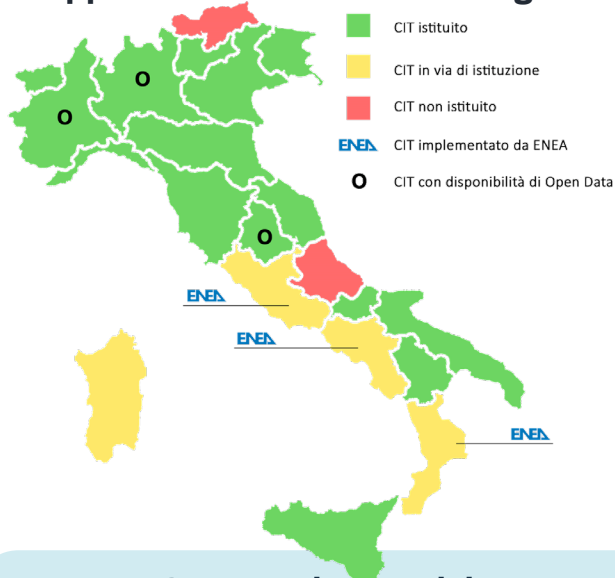 CIT istituito
CIT in via di istituzione
CIT non istituito
ENEA CIT implementato da ENEA
O CIT con disponibilità di Open Data
O
O
O
ENEA
ENEA
ENEA